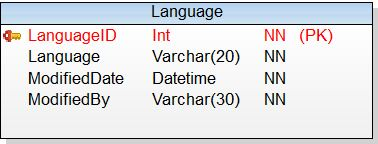 Language
LanguageID Int NN (PK)
Language Varchar(20) NN
ModifiedDate Datetime NN
ModifiedBy Varchar(30) NN